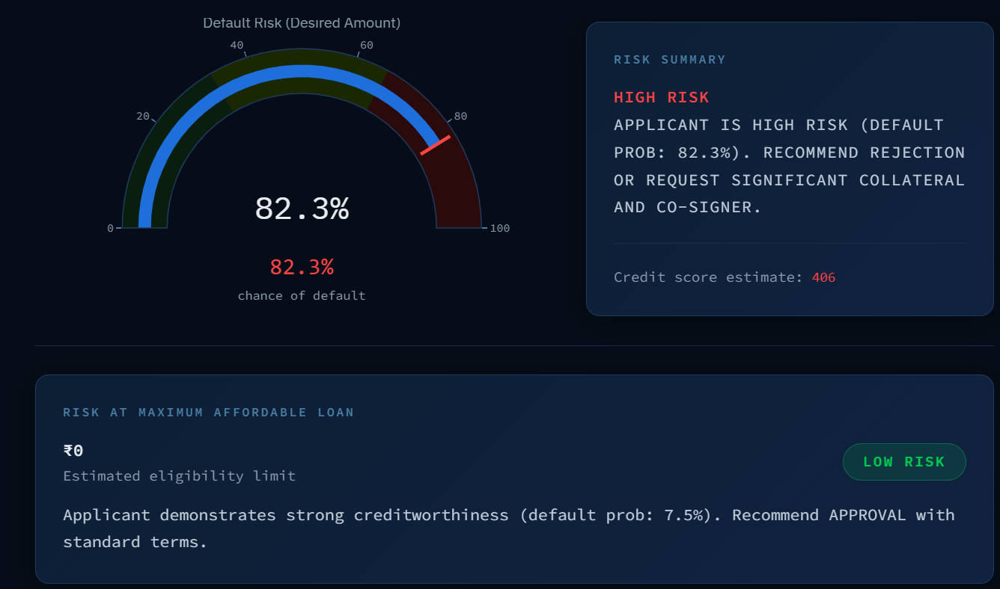 Default Risk (Desired Amount)
40
60
20
80
0
100
82.3%
82.3%
chance of default
RISK SUMMARY
HIGH RISK
APPLICANT IS HIGH RISK (DEFAULT
PROB: 82.3%). RECOMMEND REJECTION
OR REQUEST SIGNIFICANT COLLATERAL
AND CO-SIGNER.
Credit score estimate: 406
RISK AT MAXIMUM AFFORDABLE LOAN
₹0
Estimated eligibility limit
LOW RISK
Applicant demonstrates strong creditworthiness (default prob: 7.5%). Recommend APPROVAL with
standard terms.